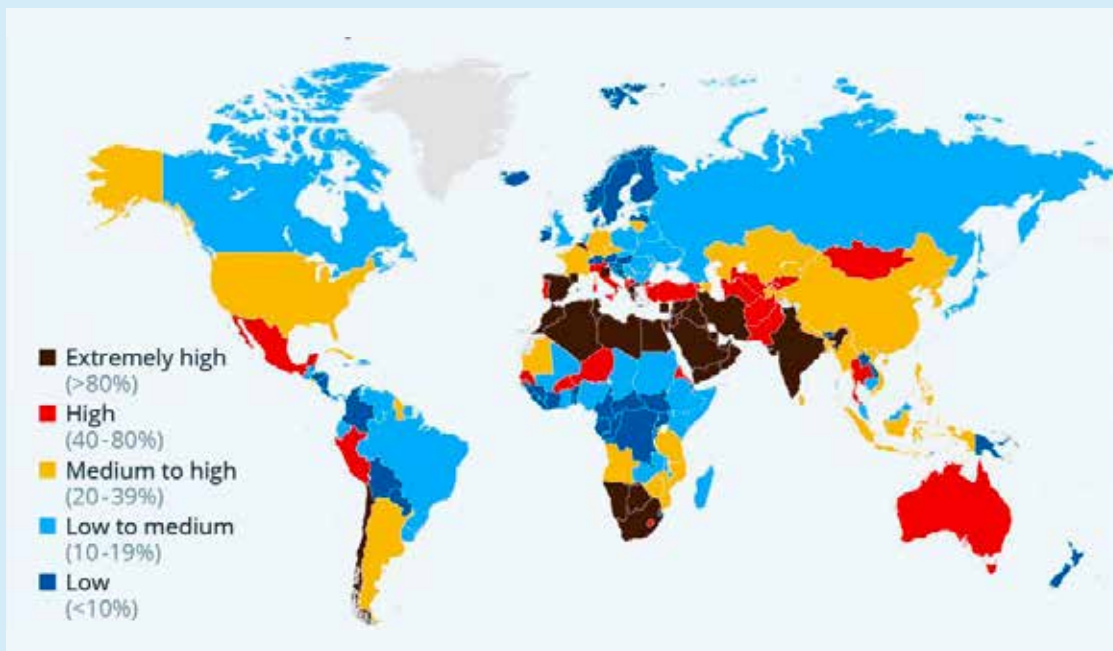 Extremely high
(>80%)
High
(40-80%)
Medium to high
(20-39%)
Low to medium
(10-19%)
Low
(<10%)